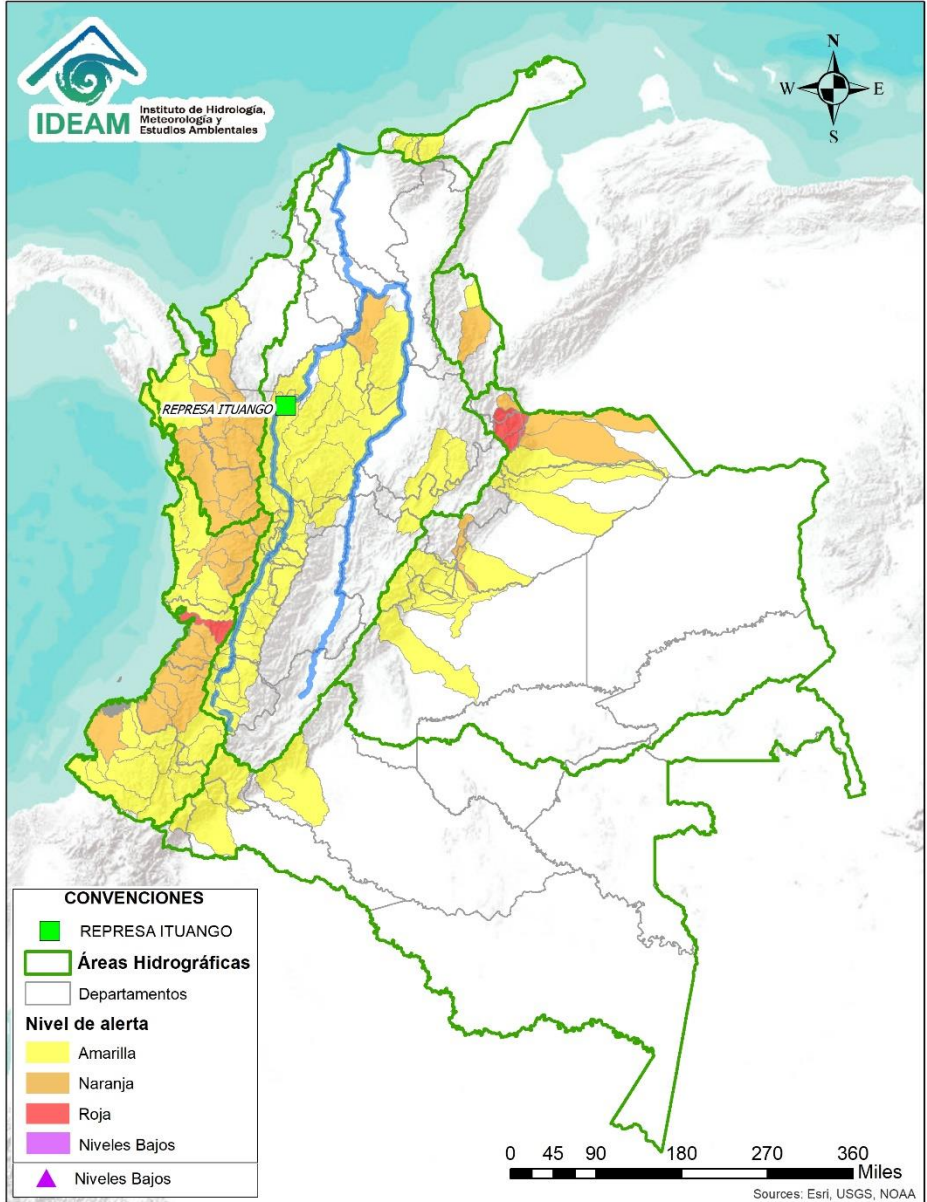 IDEAM
Instituto de Hidrología,
Meteorología y
Estudios Ambientales
N
W
E
S
REPRESA ITUANGO
CONVENCIONES
REPRESA ITUANGO
Áreas Hidrográficas
Departamentos
Nivel de alerta
Amarilla
Naranja
Roja
Niveles Bajos
Niveles Bajos
0 45 90 180 270 360
Miles
Sources: Esri, USGS, NOAA